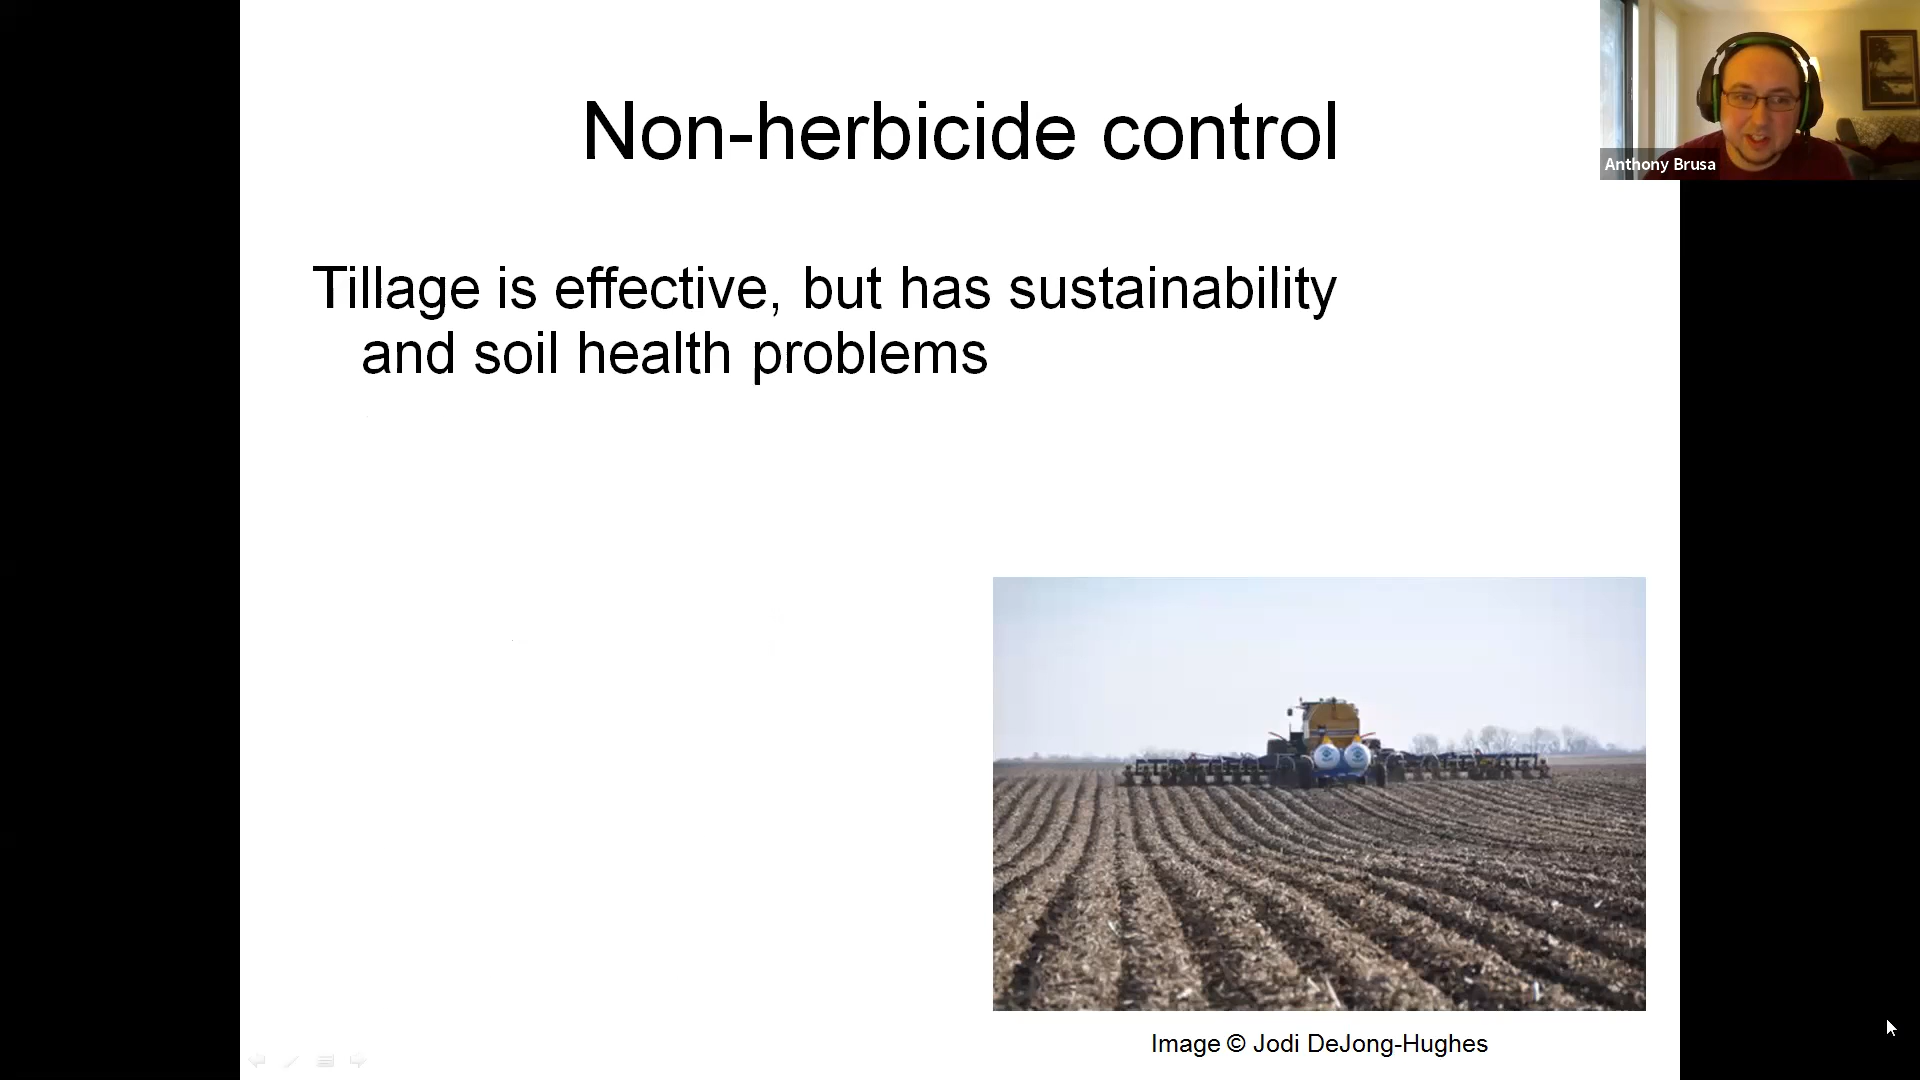 Non-herbicide control
Anthony Brusa
Tillage is effective, but has sustainability
and soil health problems
Image © Jodi DeJong-Hughes